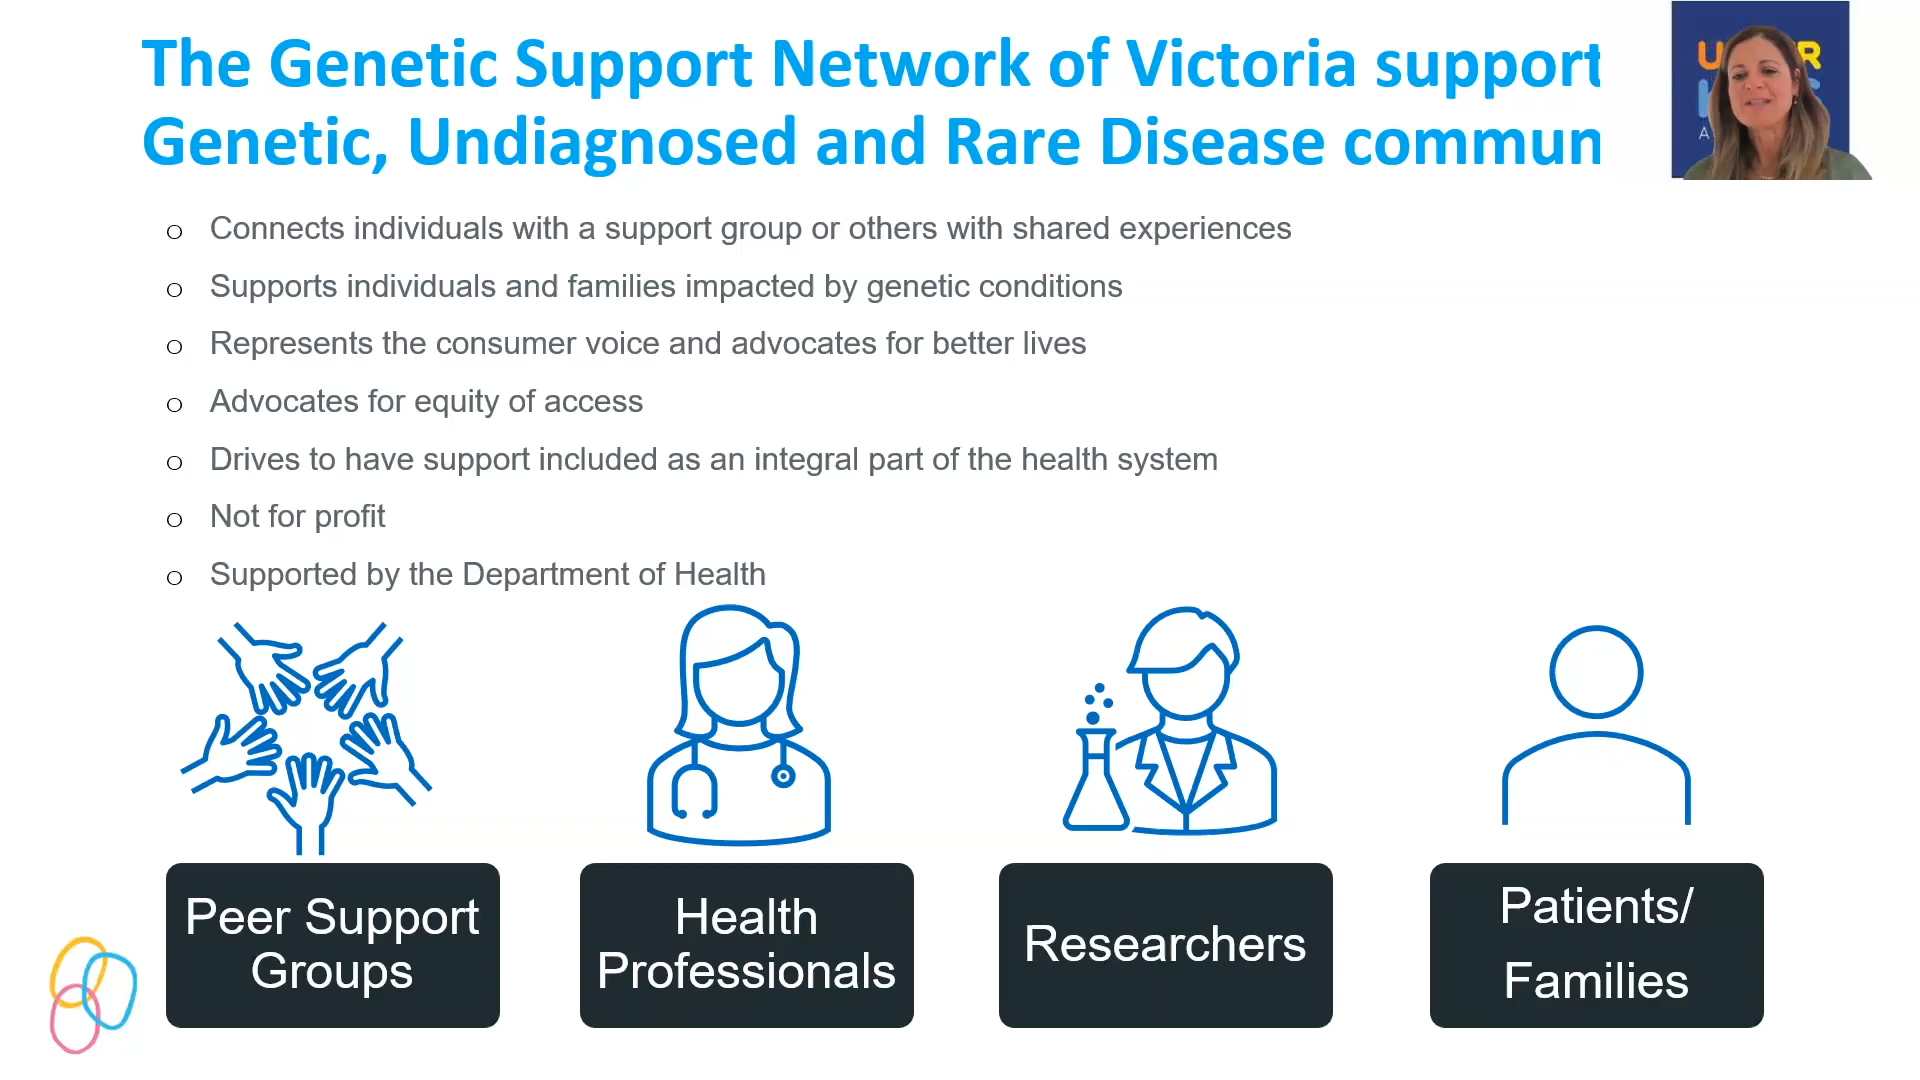 The Genetic Support Network of Victoria support
Genetic, Undiagnosed and Rare Disease commun
o Connects individuals with a support group or others with shared experiences
o Supports individuals and families impacted by genetic conditions
o Represents the consumer voice and advocates for better lives
o Advocates for equity of access
o Drives to have support included as an integral part of the health system
o Not for profit
o Supported by the Department of Health
Peer Support
Groups
Health
Professionals
Researchers
Patients/
Families